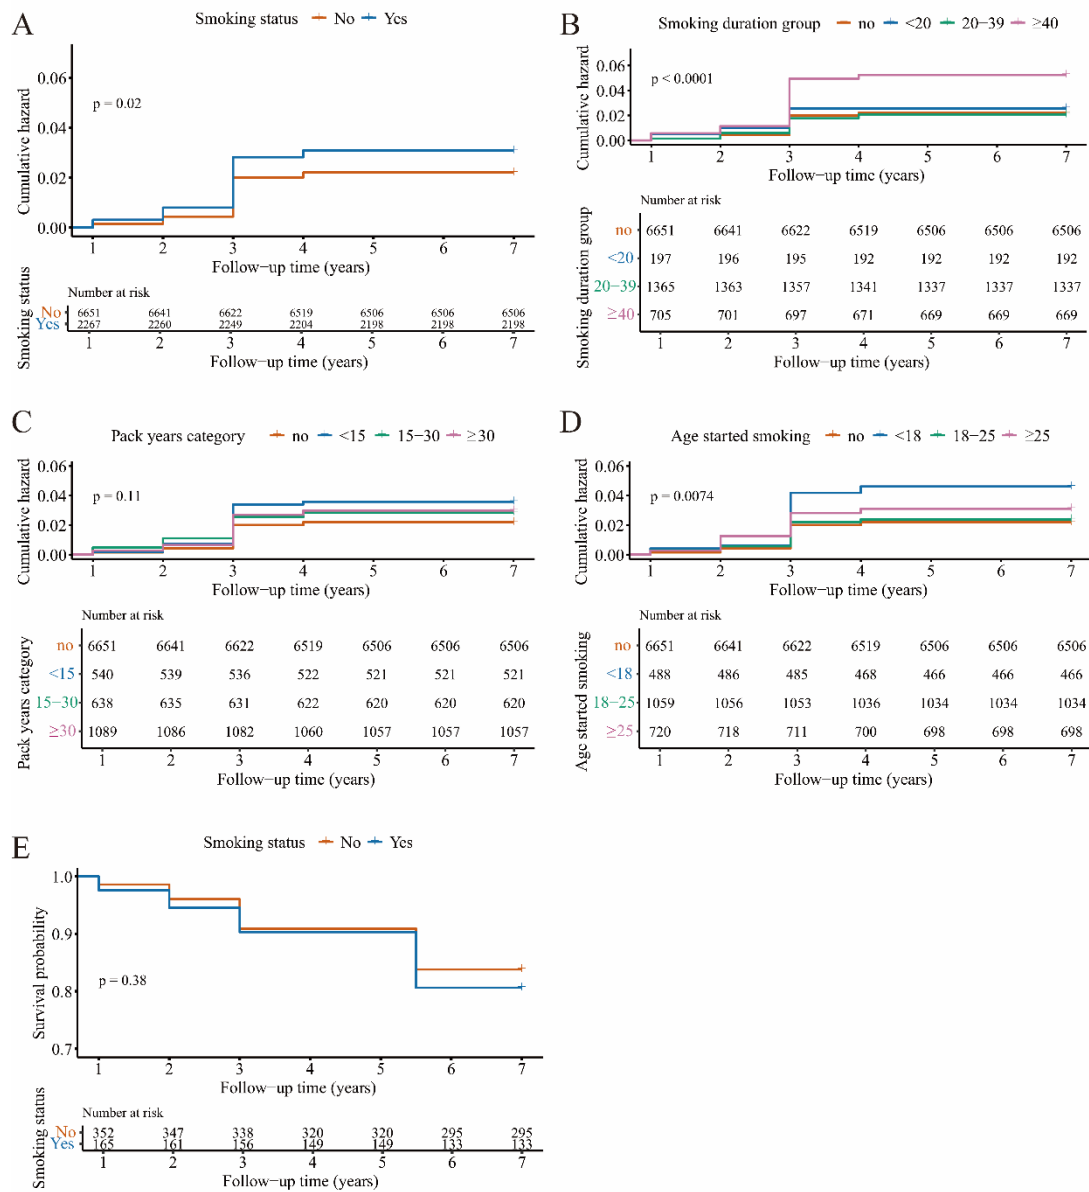 A
Smoking status No Yes
Cumulative hazard
0.06
0.04
0.02
0.00
p = 0.02
1 2 3 4 5 6 7
Follow−up time (years)
Number at risk
Smoking status
No 6651 6641 6622 6519 6506 6506 6506
Yes 2267 2260 2249 2204 2198 2198 2198
1 2 3 4 5 6 7
Follow−up time (years)
B
Smoking duration group no <20 20−39 ≥40
Cumulative hazard
0.06
0.04
0.02
0.00
p < 0.0001
1 2 3 4 5 6 7
Follow−up time (years)
Number at risk
Smoking duration group
no 6651 6641 6622 6519 6506 6506 6506
<20 197 196 195 192 192 192 192
20−39 1365 1363 1357 1341 1337 1337 1337
≥40 705 701 697 671 669 669 669
1 2 3 4 5 6 7
Follow−up time (years)
C
Pack years category no <15 15−30 ≥30
Cumulative hazard
0.06
0.04
0.02
0.00
p = 0.11
1 2 3 4 5 6 7
Follow−up time (years)
Number at risk
Pack years category
no 6651 6641 6622 6519 6506 6506 6506
<15 540 539 536 522 521 521 521
15−30 638 635 631 622 620 620 620
≥30 1089 1086 1082 1060 1057 1057 1057
1 2 3 4 5 6 7
Follow−up time (years)
D
Age started smoking no <18 18−25 ≥25
Cumulative hazard
0.06
0.04
0.02
0.00
p = 0.0074
1 2 3 4 5 6 7
Follow−up time (years)
Number at risk
Age started smoking
no 6651 6641 6622 6519 6506 6506 6506
<18 488 486 485 468 466 466 466
18−25 1059 1056 1053 1036 1034 1034 1034
≥25 720 718 711 700 698 698 698
1 2 3 4 5 6 7
Follow−up time (years)
E
Smoking status No Yes
Survival probability
1.0
0.9
0.8
0.7
p = 0.38
1 2 3 4 5 6 7
Follow−up time (years)
Number at risk
Smoking status
No 352 347 338 320 320 295 295
Yes 165 161 156 149 149 133 133
1 2 3 4 5 6 7
Follow−up time (years)